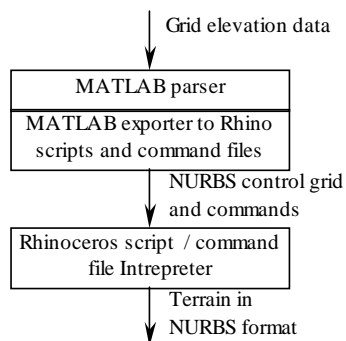 Grid elevation data
MATLAB parser
MATLAB exporter to Rhino
scripts and command files
NURBS control grid
and commands
Rhinoceros script / command
file Intrepreter
Terrain in
NURBS format